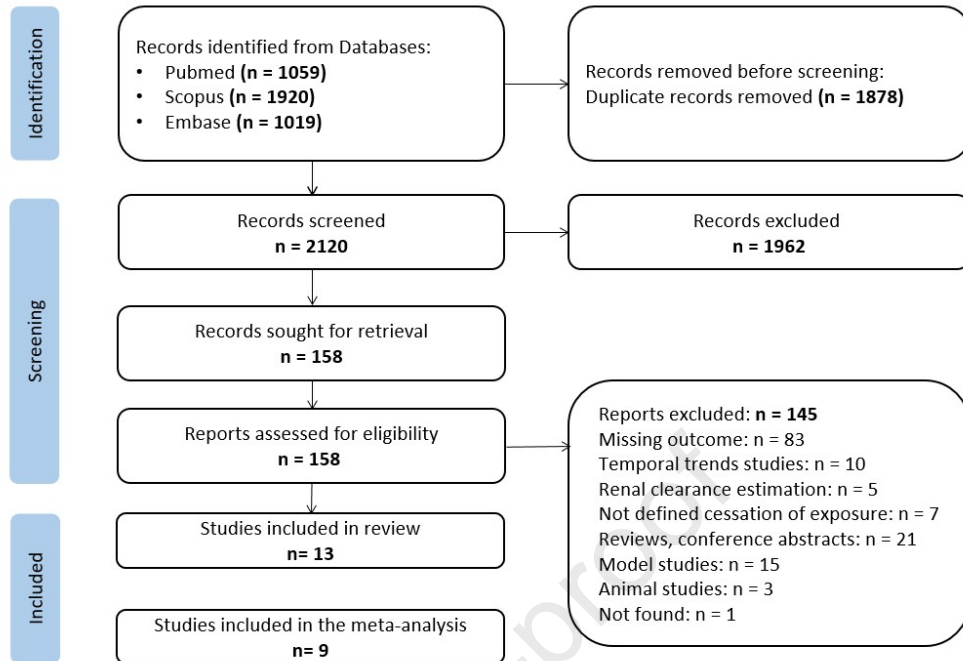 Identification
Records identified from Databases:
• Pubmed (n = 1059)
• Scopus (n = 1920)
• Embase (n = 1019)
Records removed before screening:
Duplicate records removed (n = 1878)
Screening
Records screened
n = 2120
Records excluded
n = 1962
Records sought for retrieval
n = 158
Reports assessed for eligibility
n = 158
Reports excluded: n = 145
Missing outcome: n = 83
Temporal trends studies: n = 10
Renal clearance estimation: n = 5
Not defined cessation of exposure: n = 7
Reviews, conference abstracts: n = 21
Model studies: n = 15
Animal studies: n = 3
Not found: n = 1
Included
Studies included in review
n= 13
Studies included in the meta-analysis
n= 9
proof